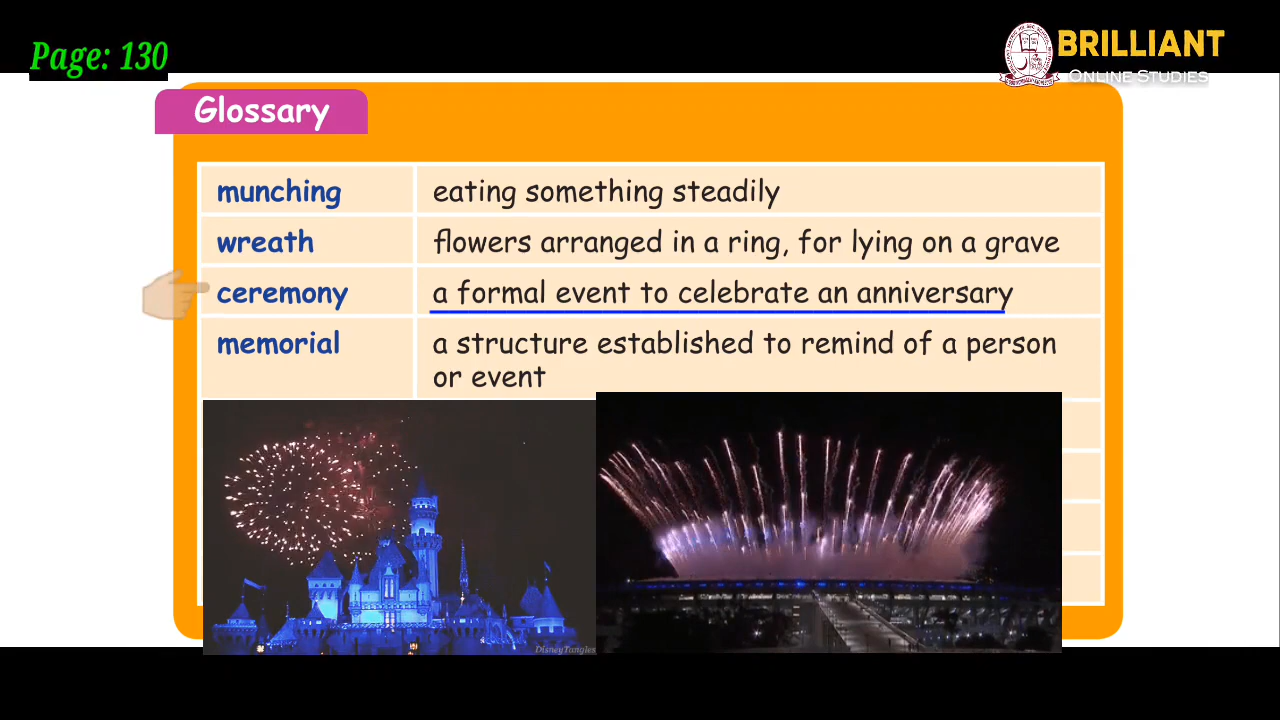 Page: 130
BRILLIANT
ONLINE STUDIES
Glossary
munching eating something steadily
wreath flowers arranged in a ring, for lying on a grave
ceremony a formal event to celebrate an anniversary
memorial a structure established to remind of a person
or event
DisneyTangles